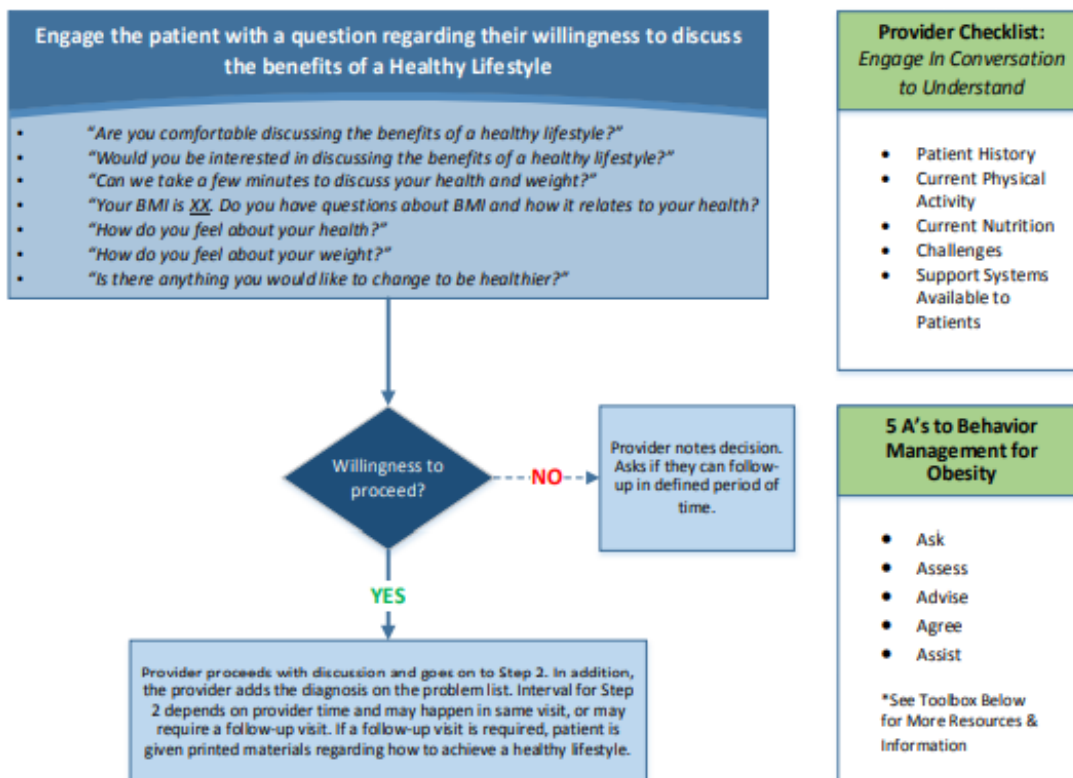 Engage the patient with a question regarding their willingness to discuss
the benefits of a Healthy Lifestyle
• “Are you comfortable discussing the benefits of a healthy lifestyle?”
• “Would you be interested in discussing the benefits of a healthy lifestyle?”
• “Can we take a few minutes to discuss your health and weight?”
• “Your BMI is XX. Do you have questions about BMI and how it relates to your health?
• “How do you feel about your health?”
• “How do you feel about your weight?”
• “Is there anything you would like to change to be healthier?”
Willingness to
proceed?
NO
Provider notes decision.
Asks if they can follow-
up in defined period of
time.
YES
Provider proceeds with discussion and goes on to Step 2. In addition,
the provider adds the diagnosis on the problem list. Interval for Step
2 depends on provider time and may happen in same visit, or may
require a follow-up visit. If a follow-up visit is required, patient is
given printed materials regarding how to achieve a healthy lifestyle.
Provider Checklist:
Engage In Conversation
to Understand
• Patient History
• Current Physical
Activity
• Current Nutrition
• Challenges
• Support Systems
Available to
Patients
5 A's to Behavior
Management for
Obesity
• Ask
• Assess
• Advise
• Agree
• Assist
*See Toolbox Below
for More Resources &
Information